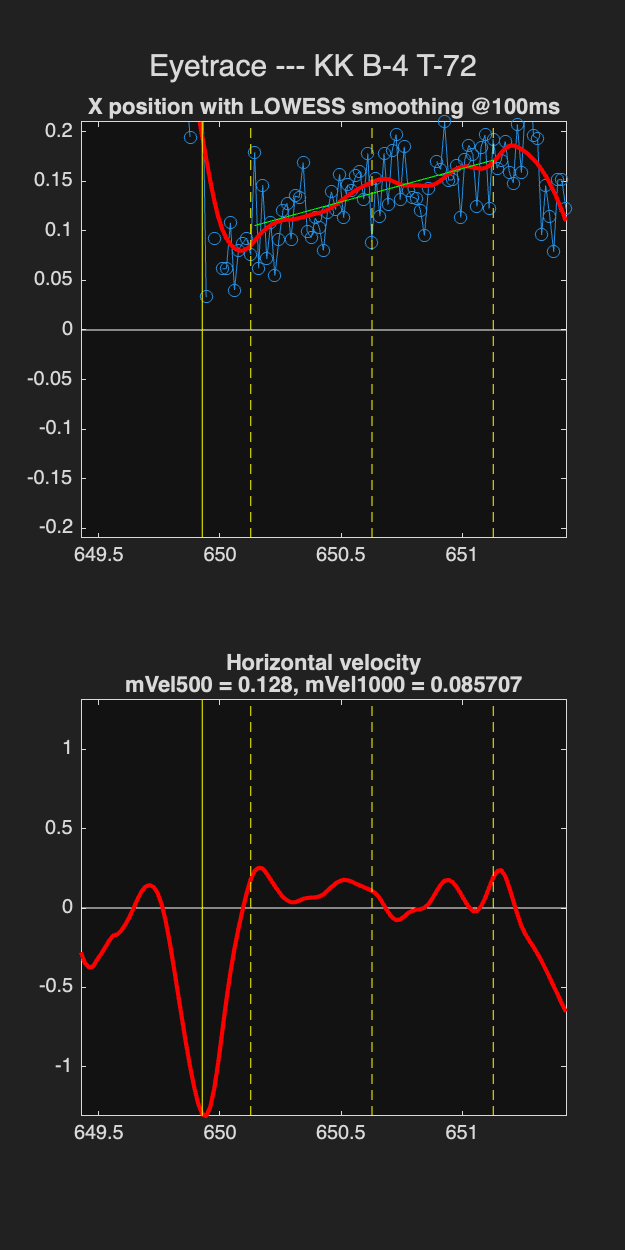 Eyetrace --- KK B-4 T-72
X position with LOWESS smoothing @100ms
0.2
0.15
0.1
0.05
0
-0.05
-0.1
-0.15
-0.2
649.5 650 650.5 651
Horizontal velocity
mVel500 = 0.128, mVel1000 = 0.085707
1
0.5
0
-0.5
-1
649.5 650 650.5 651